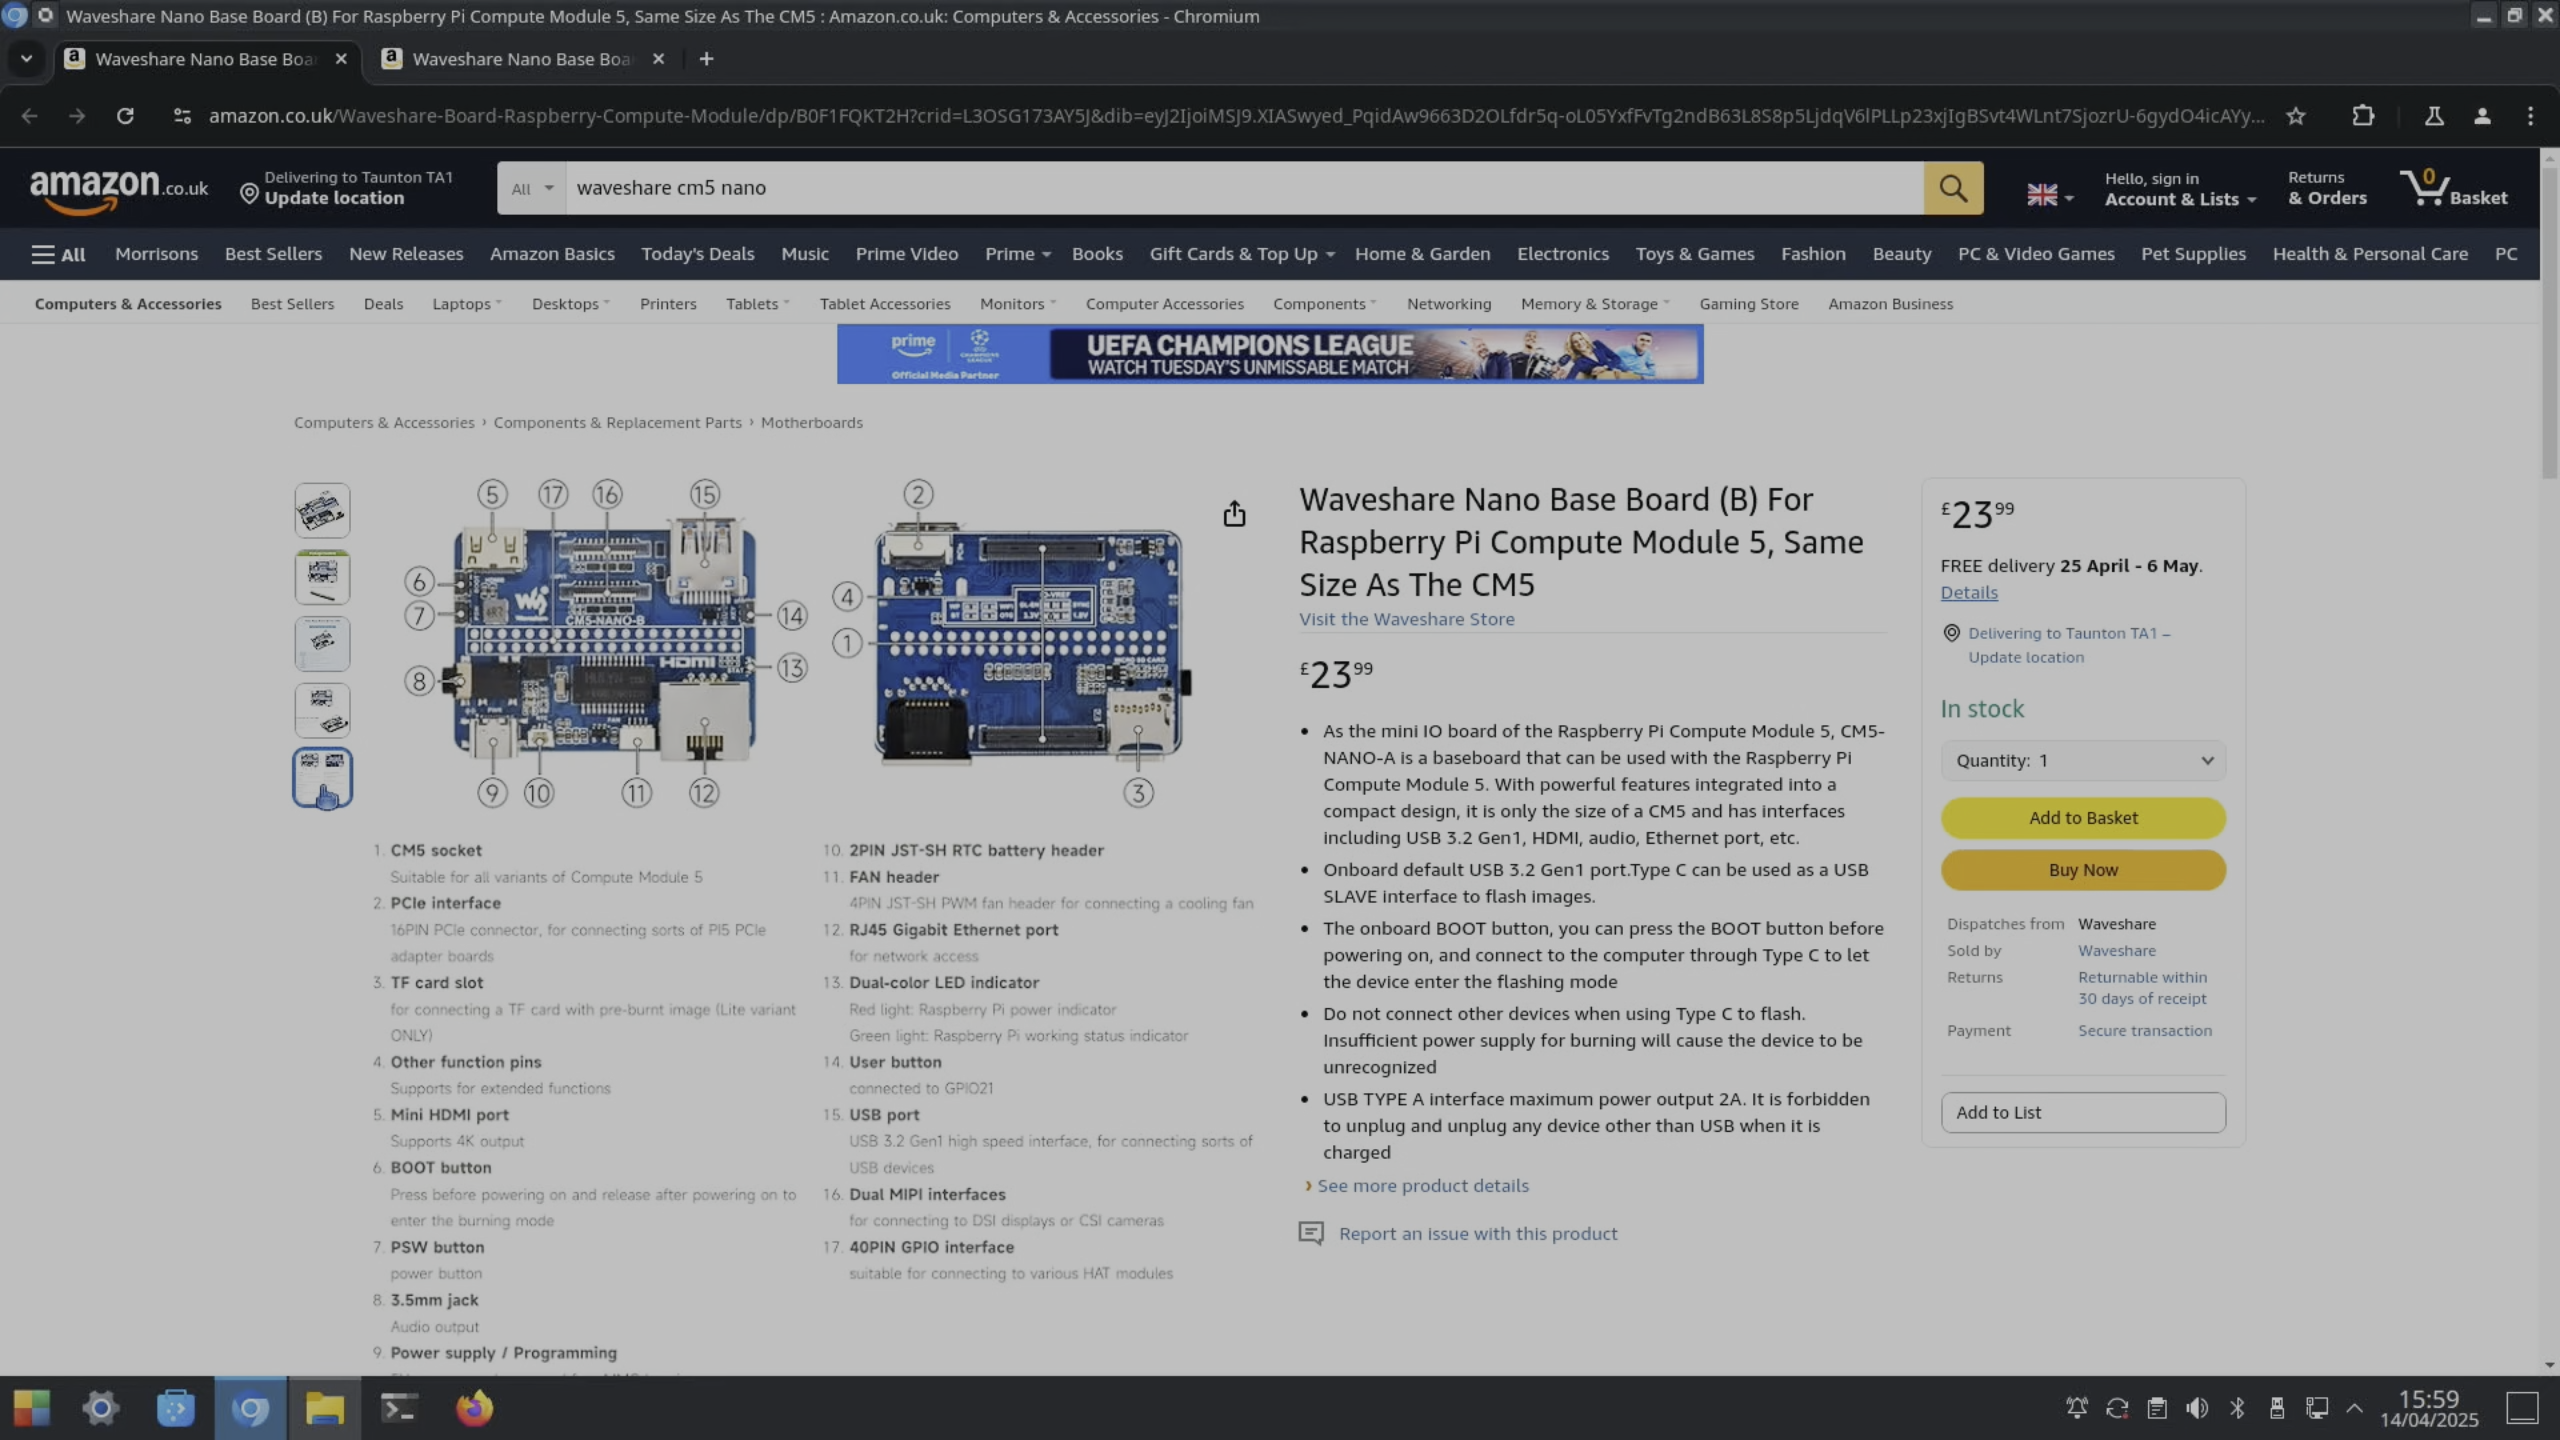 Waveshare Nano Base Board (B) For Raspberry Pi Compute Module 5, Same Size As The CM5 : Amazon.co.uk: Computers & Accessories - Chromium
Waveshare Nano Base Boa
Waveshare Nano Base Boa
amazon.co.uk/Waveshare-Board-Raspberry-Compute-Module/dp/B0F1FQKT2H?crid=L3OSG173AY5J&dib=eyJ2IjoiMSJ9.XIASwyed_PqidAw9663D2OLfdr5q-oL05YxfFvTg2ndB63L8S8p5LjdqV6lPLLp23xjIgBSvt4WLnt7SjozrU-6gydO4icAYy...
amazon.co.uk
Delivering to Taunton TA1
Update location
All
waveshare cm5 nano
Hello, sign in
Account & Lists
Returns
& Orders
0
Basket
All Morrisons Best Sellers New Releases Amazon Basics Today's Deals Music Prime Video Prime Books Gift Cards & Top Up Home & Garden Electronics Toys & Games Fashion Beauty PC & Video Games Pet Supplies Health & Personal Care PC
Computers & Accessories Best Sellers Deals Laptops Desktops Printers Tablets Tablet Accessories Monitors Computer Accessories Components Networking Memory & Storage Gaming Store Amazon Business
prime
CHAMPIONS LEAGUE
Official Media Partner
UEFA CHAMPIONS LEAGUE
WATCH TUESDAY'S UNMISSABLE MATCH
Computers & Accessories › Components & Replacement Parts › Motherboards
5 17 16 15 2
6
7
8
14
13
9 10 11 12
4
1
3
CM5-NANO-B
HDMI
1. CM5 socket
Suitable for all variants of Compute Module 5
2. PCIe interface
16PIN PCIe connector, for connecting sorts of PI5 PCIe
adapter boards
3. TF card slot
for connecting a TF card with pre-burnt image (Lite variant
ONLY)
4. Other function pins
Supports for extended functions
5. Mini HDMI port
Supports 4K output
6. BOOT button
Press before powering on and release after powering on to
enter the burning mode
7. PSW button
power button
8. 3.5mm jack
Audio output
9. Power supply / Programming
10. 2PIN JST-SH RTC battery header
11. FAN header
4PIN JST-SH PWM fan header for connecting a cooling fan
12. RJ45 Gigabit Ethernet port
for network access
13. Dual-color LED indicator
Red light: Raspberry Pi power indicator
Green light: Raspberry Pi working status indicator
14. User button
connected to GPIO21
15. USB port
USB 3.2 Gen1 high speed interface, for connecting sorts of
USB devices
16. Dual MIPI interfaces
for connecting to DSI displays or CSI cameras
17. 40PIN GPIO interface
suitable for connecting to various HAT modules
Waveshare Nano Base Board (B) For
Raspberry Pi Compute Module 5, Same
Size As The CM5
Visit the Waveshare Store
£23 99
• As the mini IO board of the Raspberry Pi Compute Module 5, CM5-
NANO-A is a baseboard that can be used with the Raspberry Pi
Compute Module 5. With powerful features integrated into a
compact design, it is only the size of a CM5 and has interfaces
including USB 3.2 Gen1, HDMI, audio, Ethernet port, etc.
• Onboard default USB 3.2 Gen1 port.Type C can be used as a USB
SLAVE interface to flash images.
• The onboard BOOT button, you can press the BOOT button before
powering on, and connect to the computer through Type C to let
the device enter the flashing mode
• Do not connect other devices when using Type C to flash.
Insufficient power supply for burning will cause the device to be
unrecognized
• USB TYPE A interface maximum power output 2A. It is forbidden
to unplug and unplug any device other than USB when it is
charged
› See more product details
Report an issue with this product
£23 99
FREE delivery 25 April - 6 May.
Details
Delivering to Taunton TA1 –
Update location
In stock
Quantity: 1
Add to Basket
Buy Now
Dispatches from Waveshare
Sold by Waveshare
Returns Returnable within
30 days of receipt
Payment Secure transaction
Add to List
15:59
14/04/2025